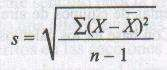 s = √(Σ(X − X̄)² / (n − 1))